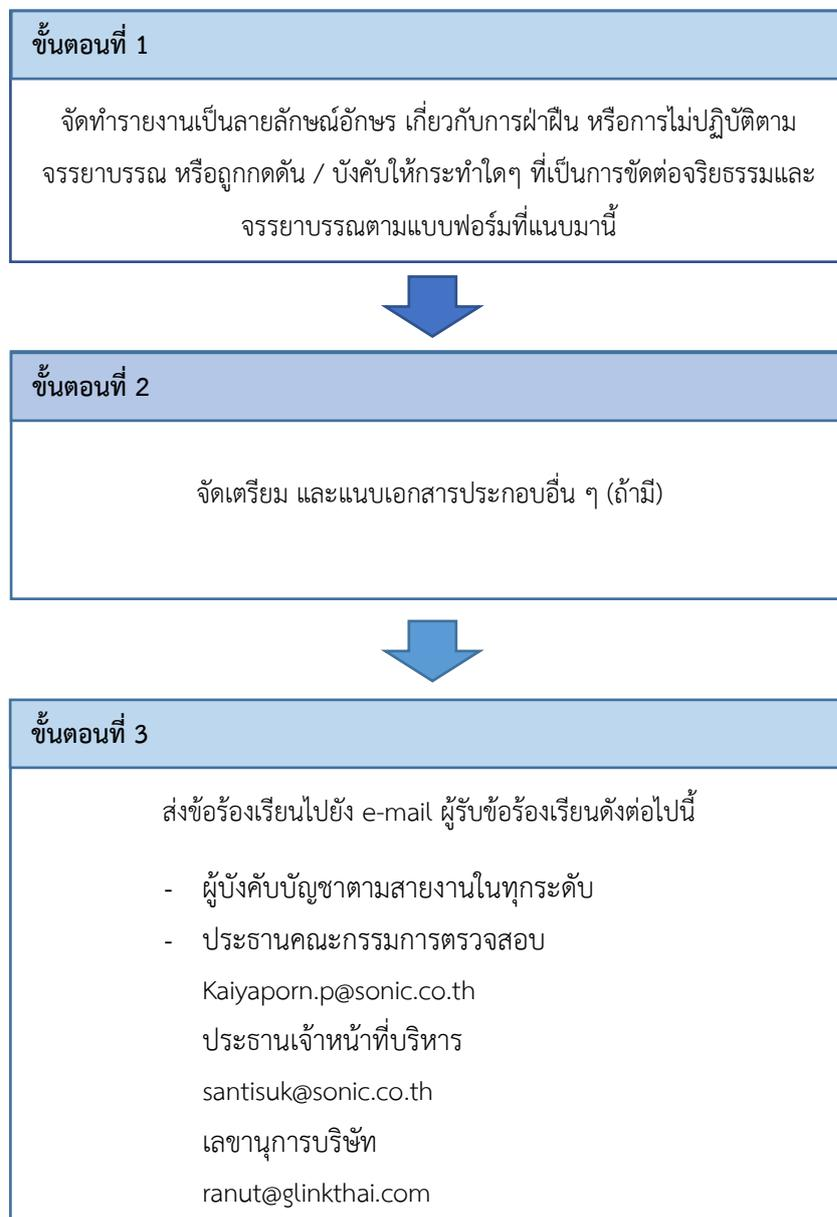 ขั้นตอนที่ 1
จัดทำรายงานเป็นลายลักษณ์อักษร เกี่ยวกับการฝ่าฝืน หรือการไม่ปฏิบัติตาม
จรรยาบรรณ หรือถูกกดดัน / บังคับให้กระทำใดๆ ที่เป็นการขัดต่อจริยธรรมและ
จรรยาบรรณตามแบบฟอร์มที่แนบมานี้
ขั้นตอนที่ 2
จัดเตรียม และแนบเอกสารประกอบอื่น ๆ (ถ้ามี)
ขั้นตอนที่ 3
ส่งข้อร้องเรียนไปยัง e-mail ผู้รับข้อร้องเรียนดังต่อไปนี้
- ผู้บังคับบัญชาตามสายงานในทุกระดับ
- ประธานคณะกรรมการตรวจสอบ
Kaiyaporn.p@sonic.co.th
ประธานเจ้าหน้าที่บริหาร
santisuk@sonic.co.th
เลขานุการบริษัท
ranut@glinkthai.com